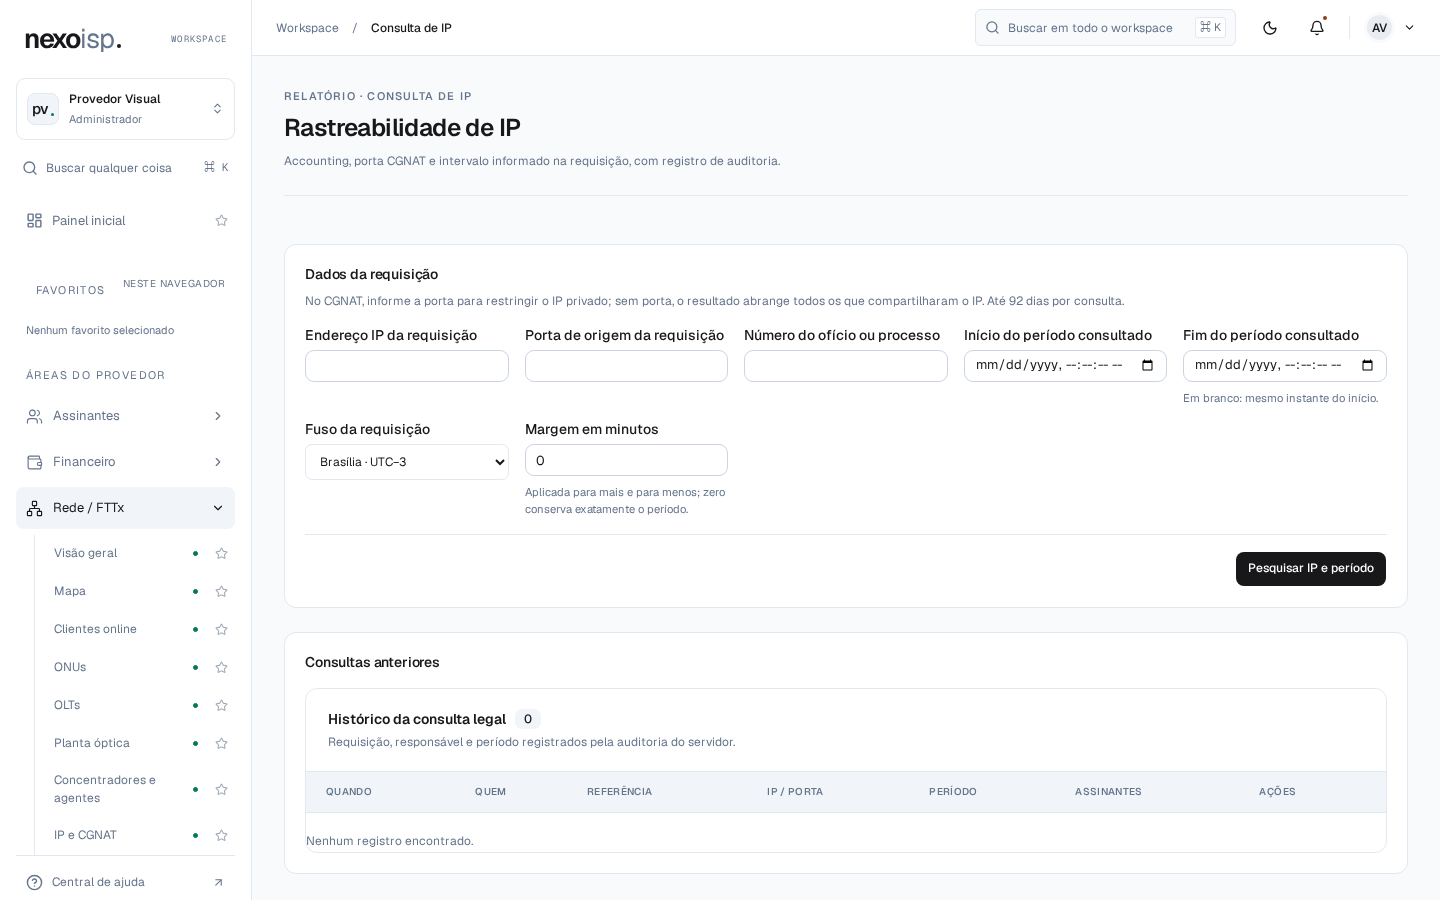 nexoisp.
WORKSPACE
pv.
Provedor Visual
Administrador
Buscar qualquer coisa
⌘ K
Painel inicial
FAVORITOS
NESTE NAVEGADOR
Nenhum favorito selecionado
ÁREAS DO PROVEDOR
Assinantes
Financeiro
Rede / FTTx
Visão geral
Mapa
Clientes online
ONUs
OLTs
Planta óptica
Concentradores e
agentes
IP e CGNAT
Central de ajuda
Workspace / Consulta de IP
Buscar em todo o workspace
⌘ K
AV
RELATÓRIO · CONSULTA DE IP
Rastreabilidade de IP
Accounting, porta CGNAT e intervalo informado na requisição, com registro de auditoria.
Dados da requisição
No CGNAT, informe a porta para restringir o IP privado; sem porta, o resultado abrange todos os que compartilharam o IP. Até 92 dias por consulta.
Endereço IP da requisição
Porta de origem da requisição
Número do ofício ou processo
Início do período consultado
mm/dd/yyyy, --:--:-- --
Fim do período consultado
mm/dd/yyyy, --:--:-- --
Em branco: mesmo instante do início.
Fuso da requisição
Brasília · UTC−3
Margem em minutos
0
Aplicada para mais e para menos; zero
conserva exatamente o período.
Pesquisar IP e período
Consultas anteriores
Histórico da consulta legal 0
Requisição, responsável e período registrados pela auditoria do servidor.
QUANDO QUEM REFERÊNCIA IP / PORTA PERÍODO ASSINANTES AÇÕES
Nenhum registro encontrado.